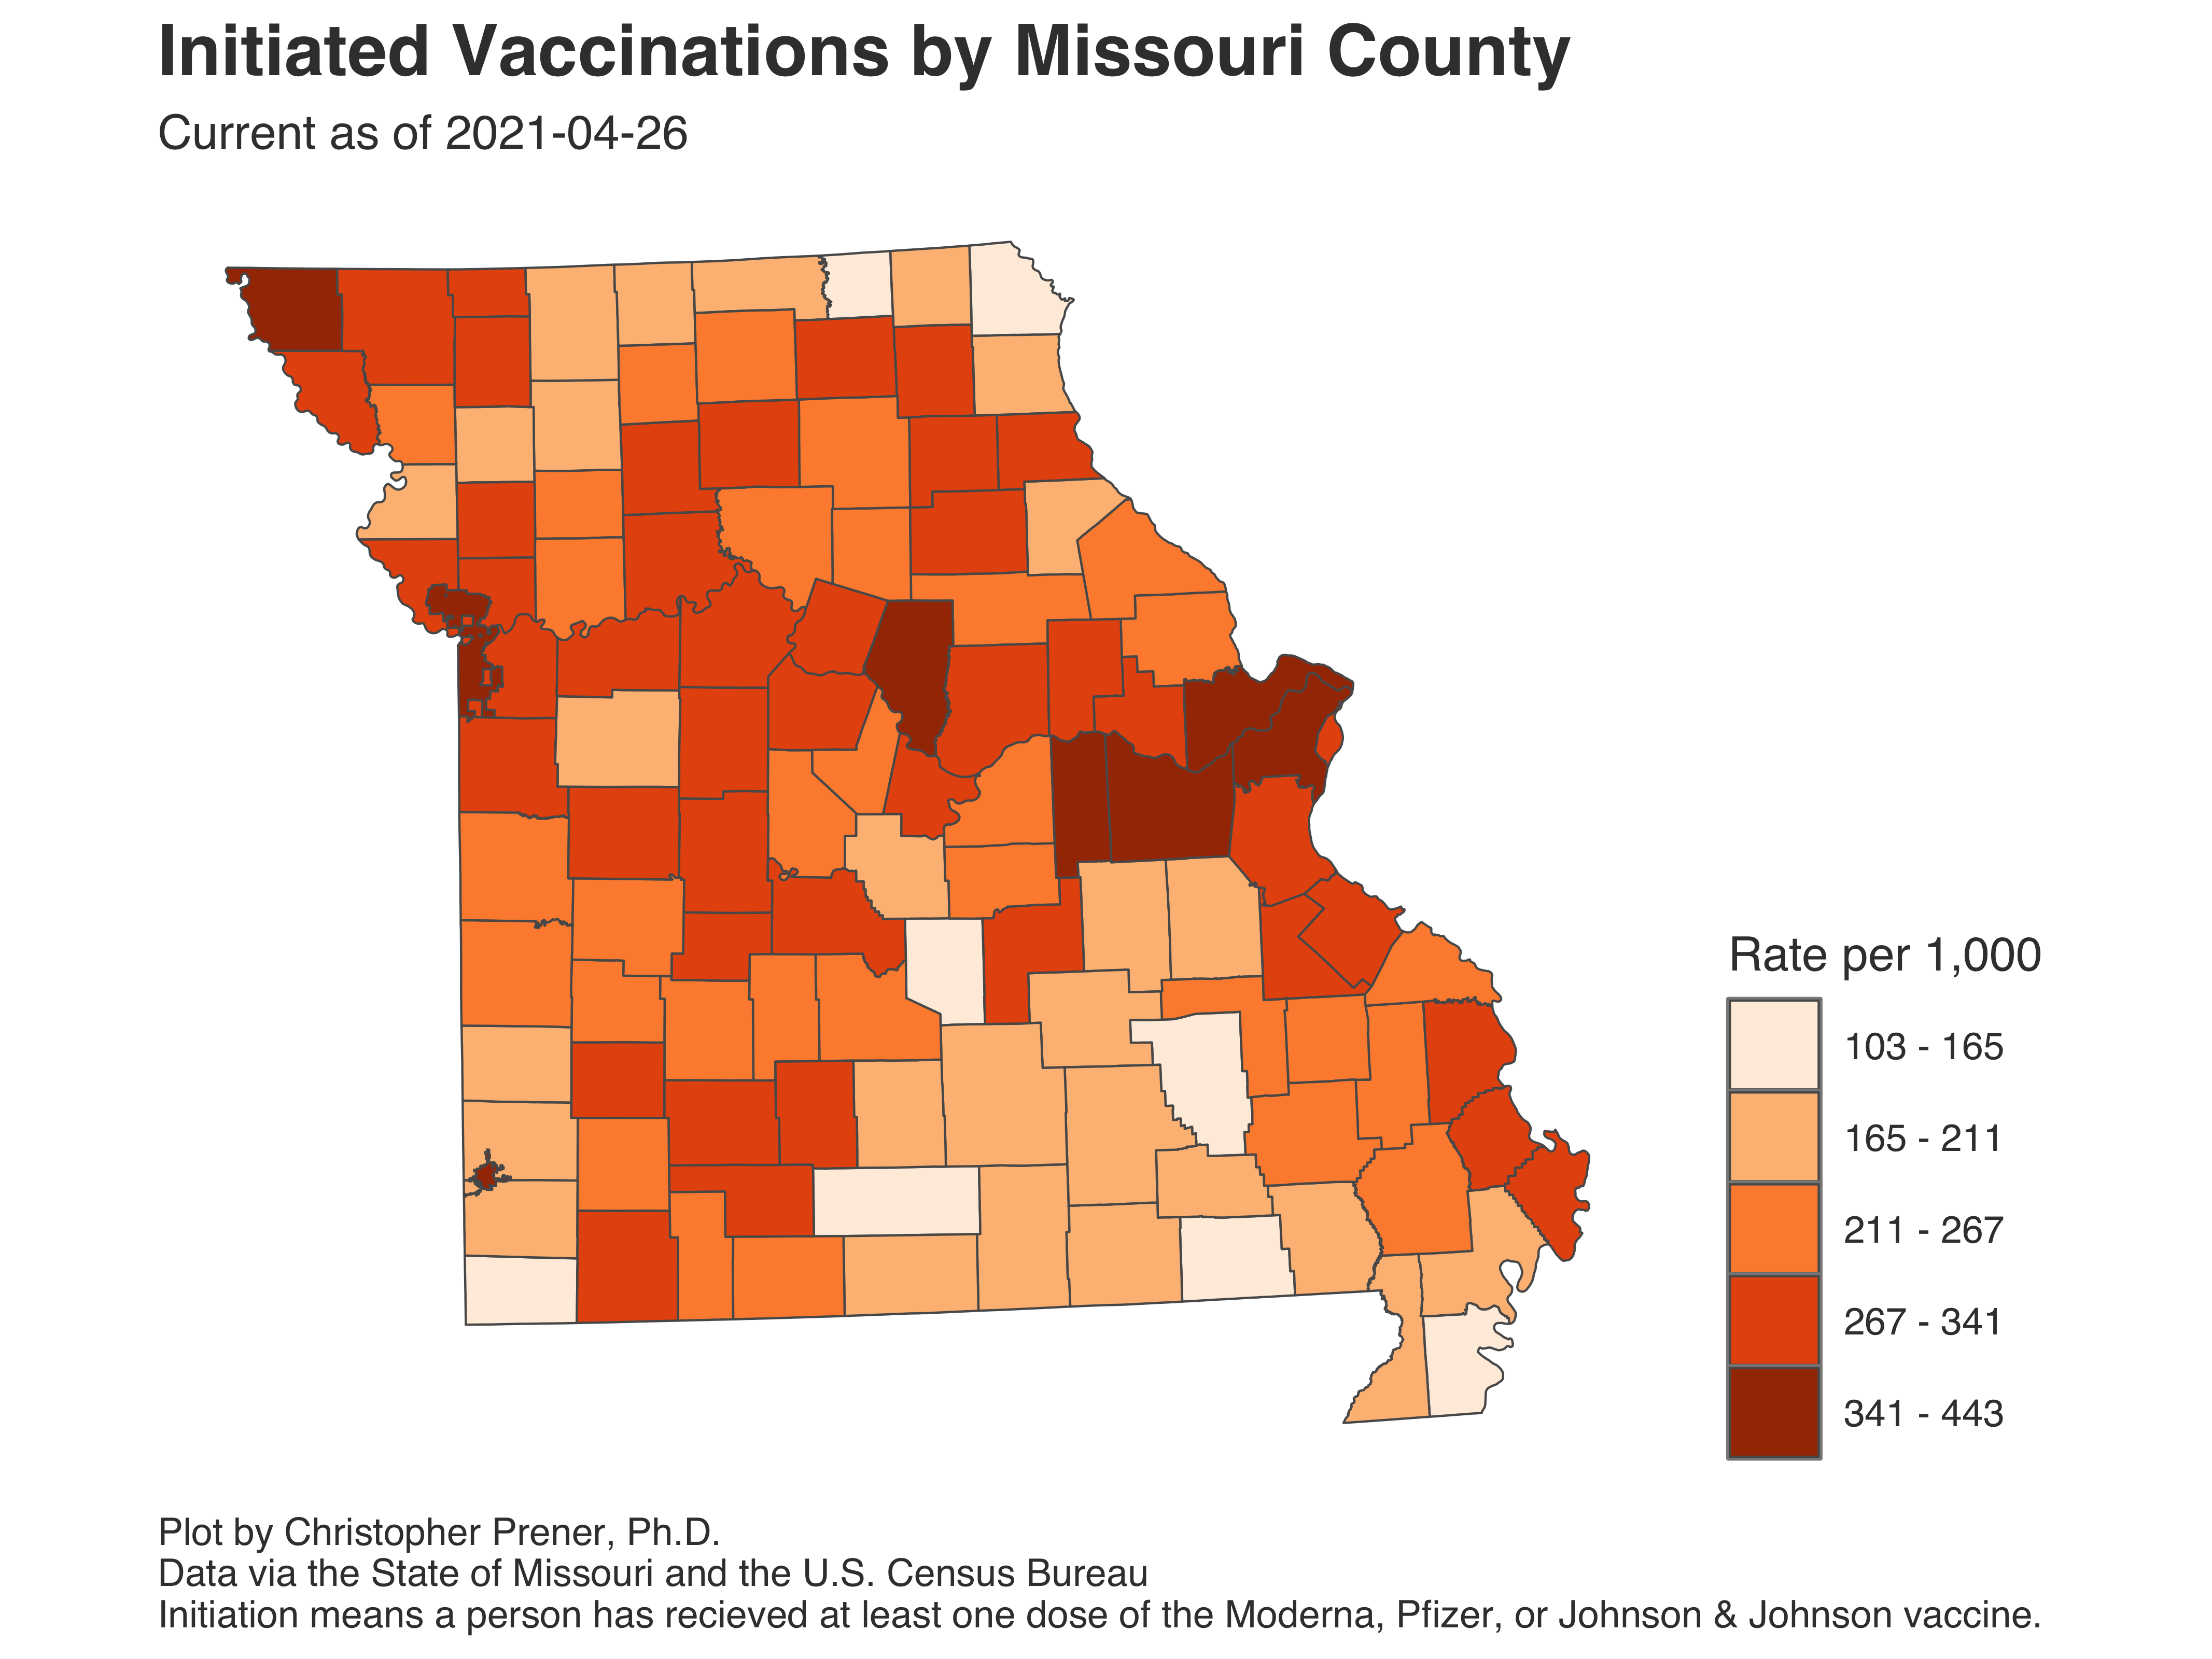 Initiated Vaccinations by Missouri County
Current as of 2021-04-26
Rate per 1,000
103 - 165
165 - 211
211 - 267
267 - 341
341 - 443
Plot by Christopher Prener, Ph.D.
Data via the State of Missouri and the U.S. Census Bureau
Initiation means a person has recieved at least one dose of the Moderna, Pfizer, or Johnson & Johnson vaccine.